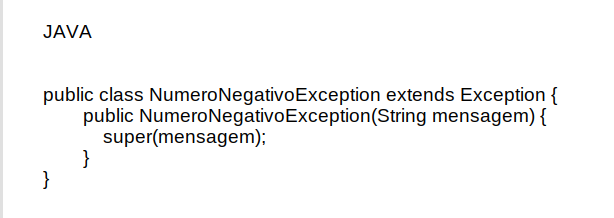 JAVA
public class NumeroNegativoException extends Exception {
public NumeroNegativoException(String mensagem) {
super(mensagem);
}
}